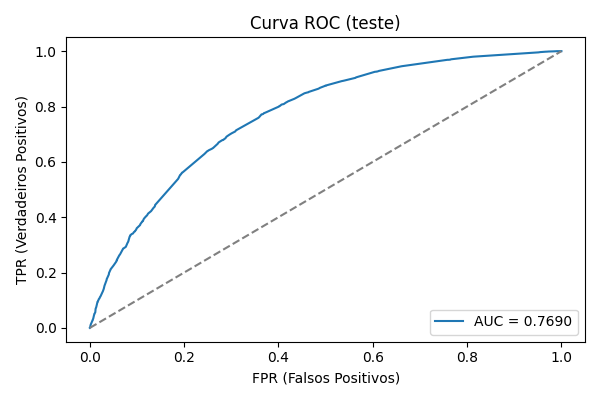 Curva ROC (teste)
TPR (Verdadeiros Positivos)
1.0
0.8
0.6
0.4
0.2
0.0
AUC = 0.7690
0.0 0.2 0.4 0.6 0.8 1.0
FPR (Falsos Positivos)